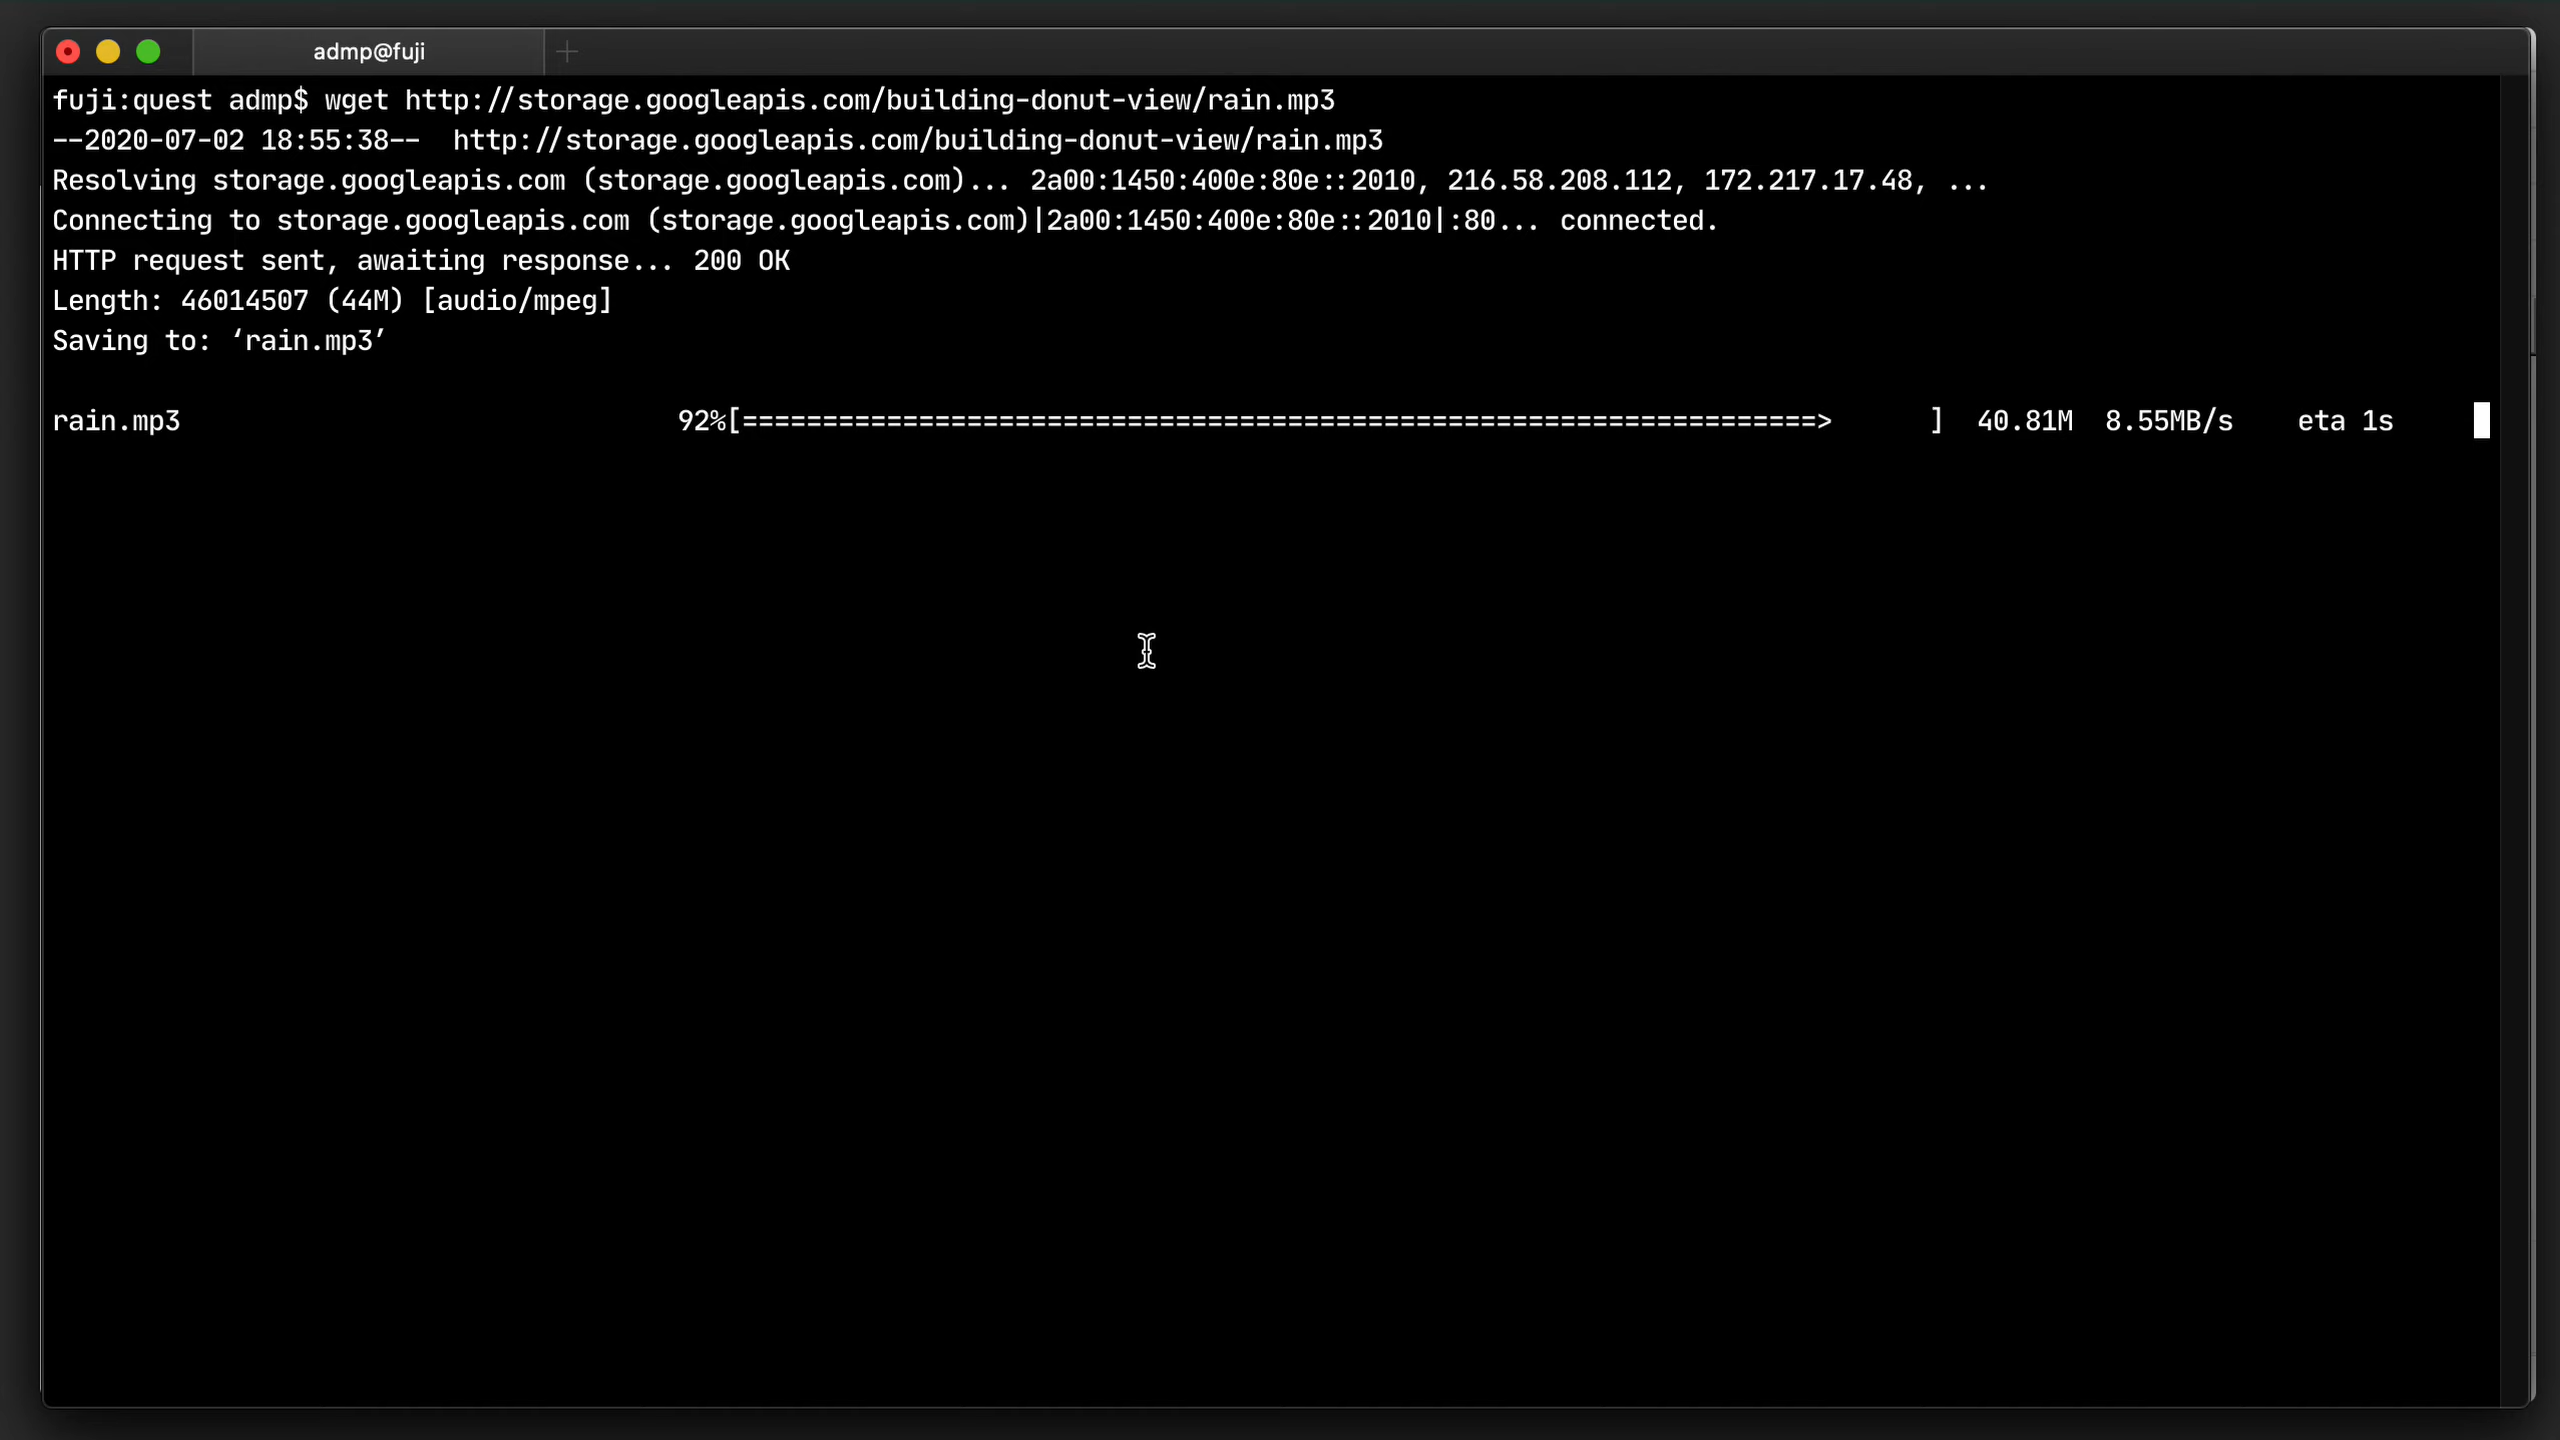 admp@fuji
fuji:quest admp$ wget http://storage.googleapis.com/building-donut-view/rain.mp3
--2020-07-02 18:55:38--  http://storage.googleapis.com/building-donut-view/rain.mp3
Resolving storage.googleapis.com (storage.googleapis.com)... 2a00:1450:400e:80e::2010, 216.58.208.112, 172.217.17.48, ...
Connecting to storage.googleapis.com (storage.googleapis.com)|2a00:1450:400e:80e::2010|:80... connected.
HTTP request sent, awaiting response... 200 OK
Length: 46014507 (44M) [audio/mpeg]
Saving to: ‘rain.mp3’
rain.mp3                               92%[===================================================================>      ]  40.81M  8.55MB/s    eta 1s